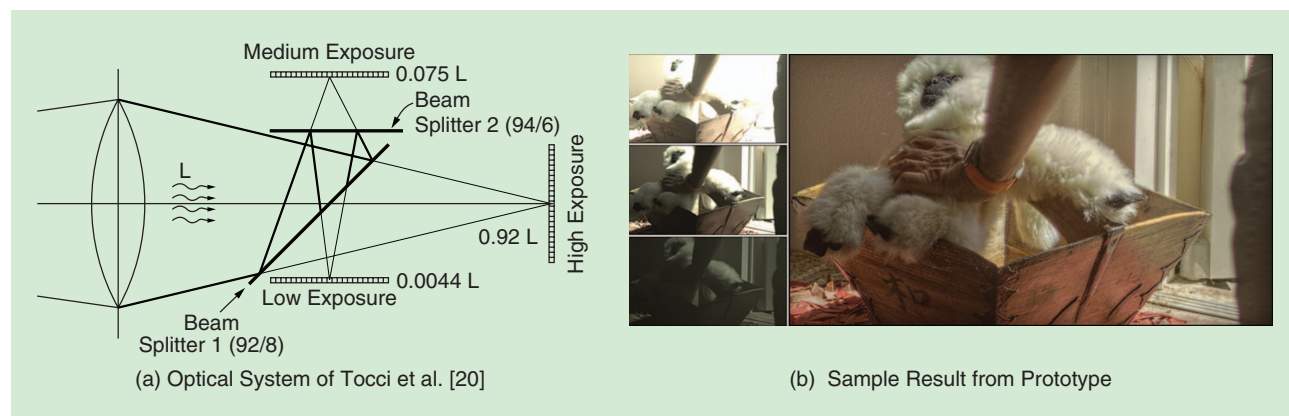 Medium Exposure
0.075 L
Beam
Splitter 2 (94/6)
L
High Exposure
0.92 L
0.0044 L
Low Exposure
Beam
Splitter 1 (92/8)
(a) Optical System of Tocci et al. [20]
(b) Sample Result from Prototype
和